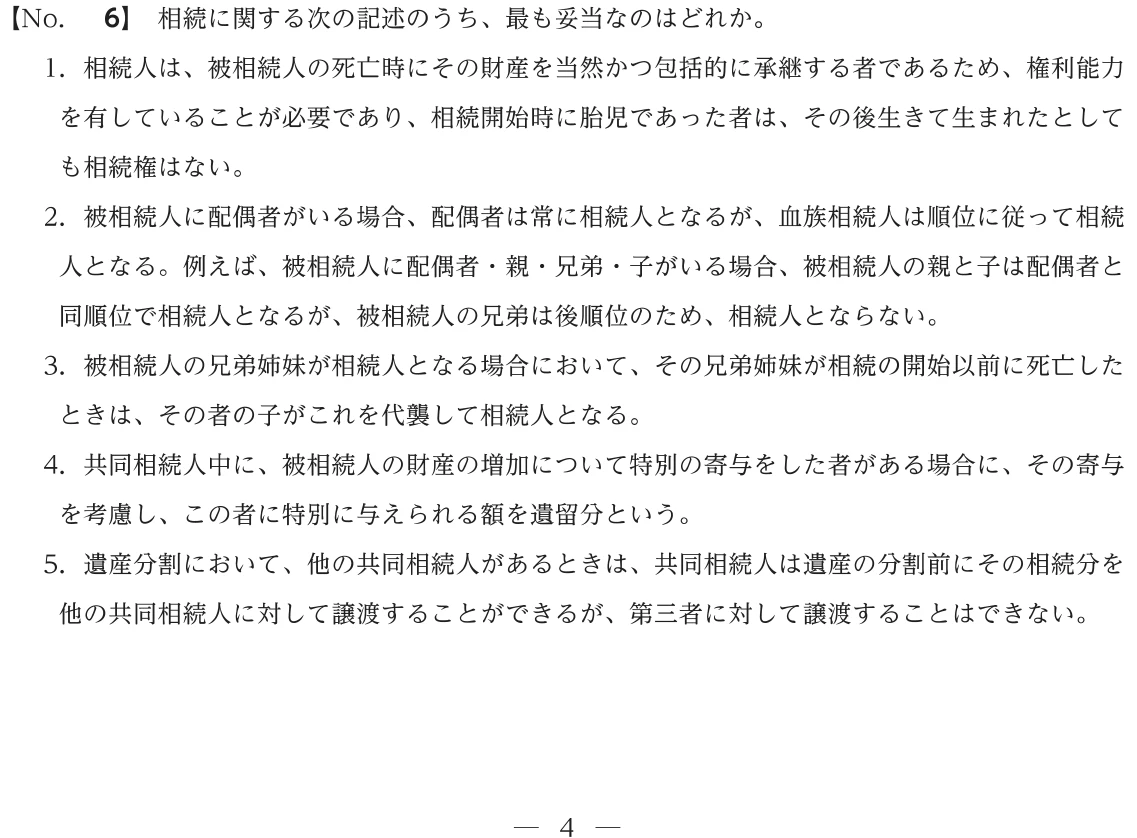 【No. 6】 相続に関する次の記述のうち、最も妥当なのはどれか。
1. 相続人は、被相続人の死亡時にその財産を当然かつ包括的に承継する者であるため、権利能力
を有していることが必要であり、相続開始時に胎児であった者は、その後生きて生まれたとして
も相続権はない。
2. 被相続人に配偶者がいる場合、配偶者は常に相続人となるが、血族相続人は順位に従って相続
人となる。例えば、被相続人に配偶者・親・兄弟・子がいる場合、被相続人の親と子は配偶者と
同順位で相続人となるが、被相続人の兄弟は後順位のため、相続人とならない。
3. 被相続人の兄弟姉妹が相続人となる場合において、その兄弟姉妹が相続の開始以前に死亡した
ときは、その者の子がこれを代襲して相続人となる。
4. 共同相続人中に、被相続人の財産の増加について特別の寄与をした者がある場合に、その寄与
を考慮し、この者に特別に与えられる額を遺留分という。
5. 遺産分割において、他の共同相続人があるときは、共同相続人は遺産の分割前にその相続分を
他の共同相続人に対して譲渡することができるが、第三者に対して譲渡することはできない。
— 4 —